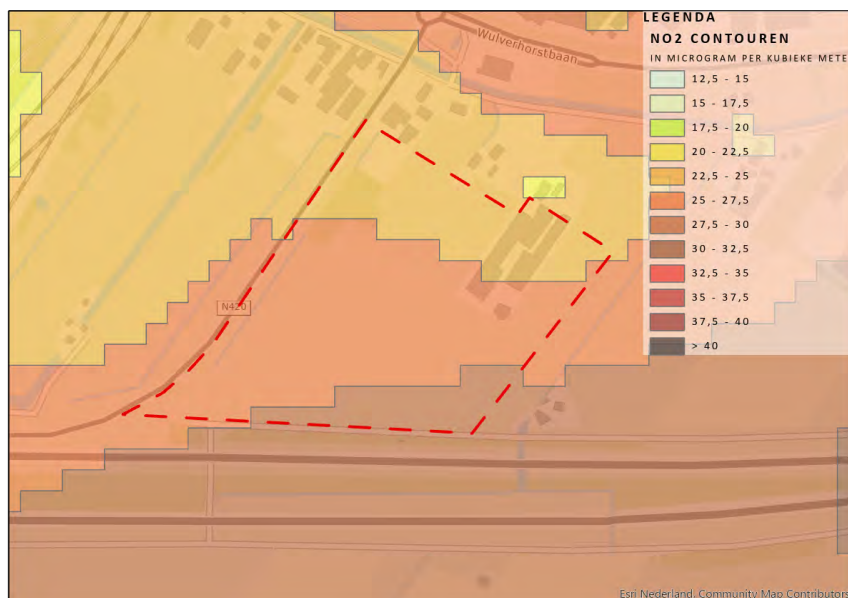 LEGENDA
NO2 CONTOUREN
IN MICROGRAM PER KUBIEKE METE
12,5 - 15
15 - 17,5
17,5 - 20
20 - 22,5
22,5 - 25
25 - 27,5
27,5 - 30
30 - 32,5
32,5 - 35
35 - 37,5
37,5 - 40
> 40
Wulverhorstbaan
N420
Esri Nederland, Community Map Contributors